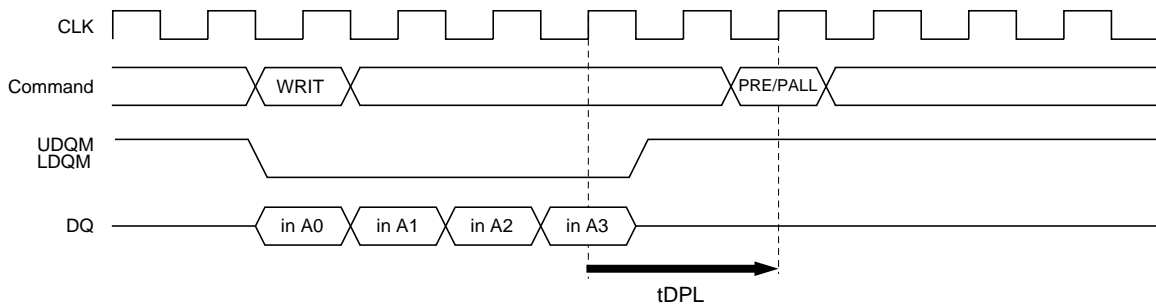 CLK
Command
WRIT
PRE/PALL
UDQM
LDQM
DQ
in A0
in A1
in A2
in A3
tDPL